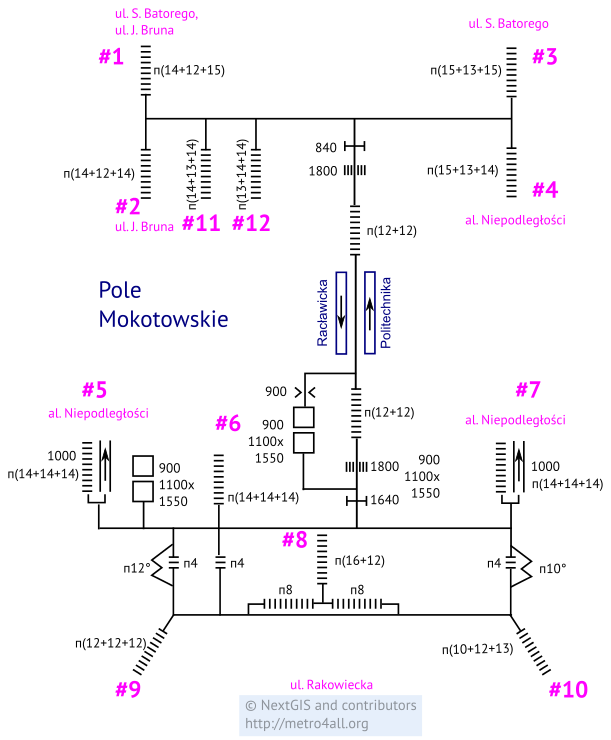 ul. S. Batorego,
ul. J. Bruna
#1
п(14+12+15)
ul. S. Batorego
#3
п(15+13+15)
840
1800
п(14+12+14)
#2
ul. J. Bruna
п(14+13+14)
#11
п(13+14+14)
#12
п(15+13+14)
#4
al. Niepodległości
п(12+12)
Pole
Mokotowskie
Racławicka
Politechnika
900
900
1100x
1550
п(12+12)
1800
900
1100x
1550
1640
#5
al. Niepodległości
1000
п(14+14+14)
900
1100x
1550
#6
п(14+14+14)
#7
al. Niepodległości
1000
п(14+14+14)
#8
п(16+12)
п12°
п4
п4
п8
п8
п4
п10°
п(12+12+12)
#9
п(10+12+13)
#10
ul. Rakowiecka
© NextGIS and contributors
http://metro4all.org